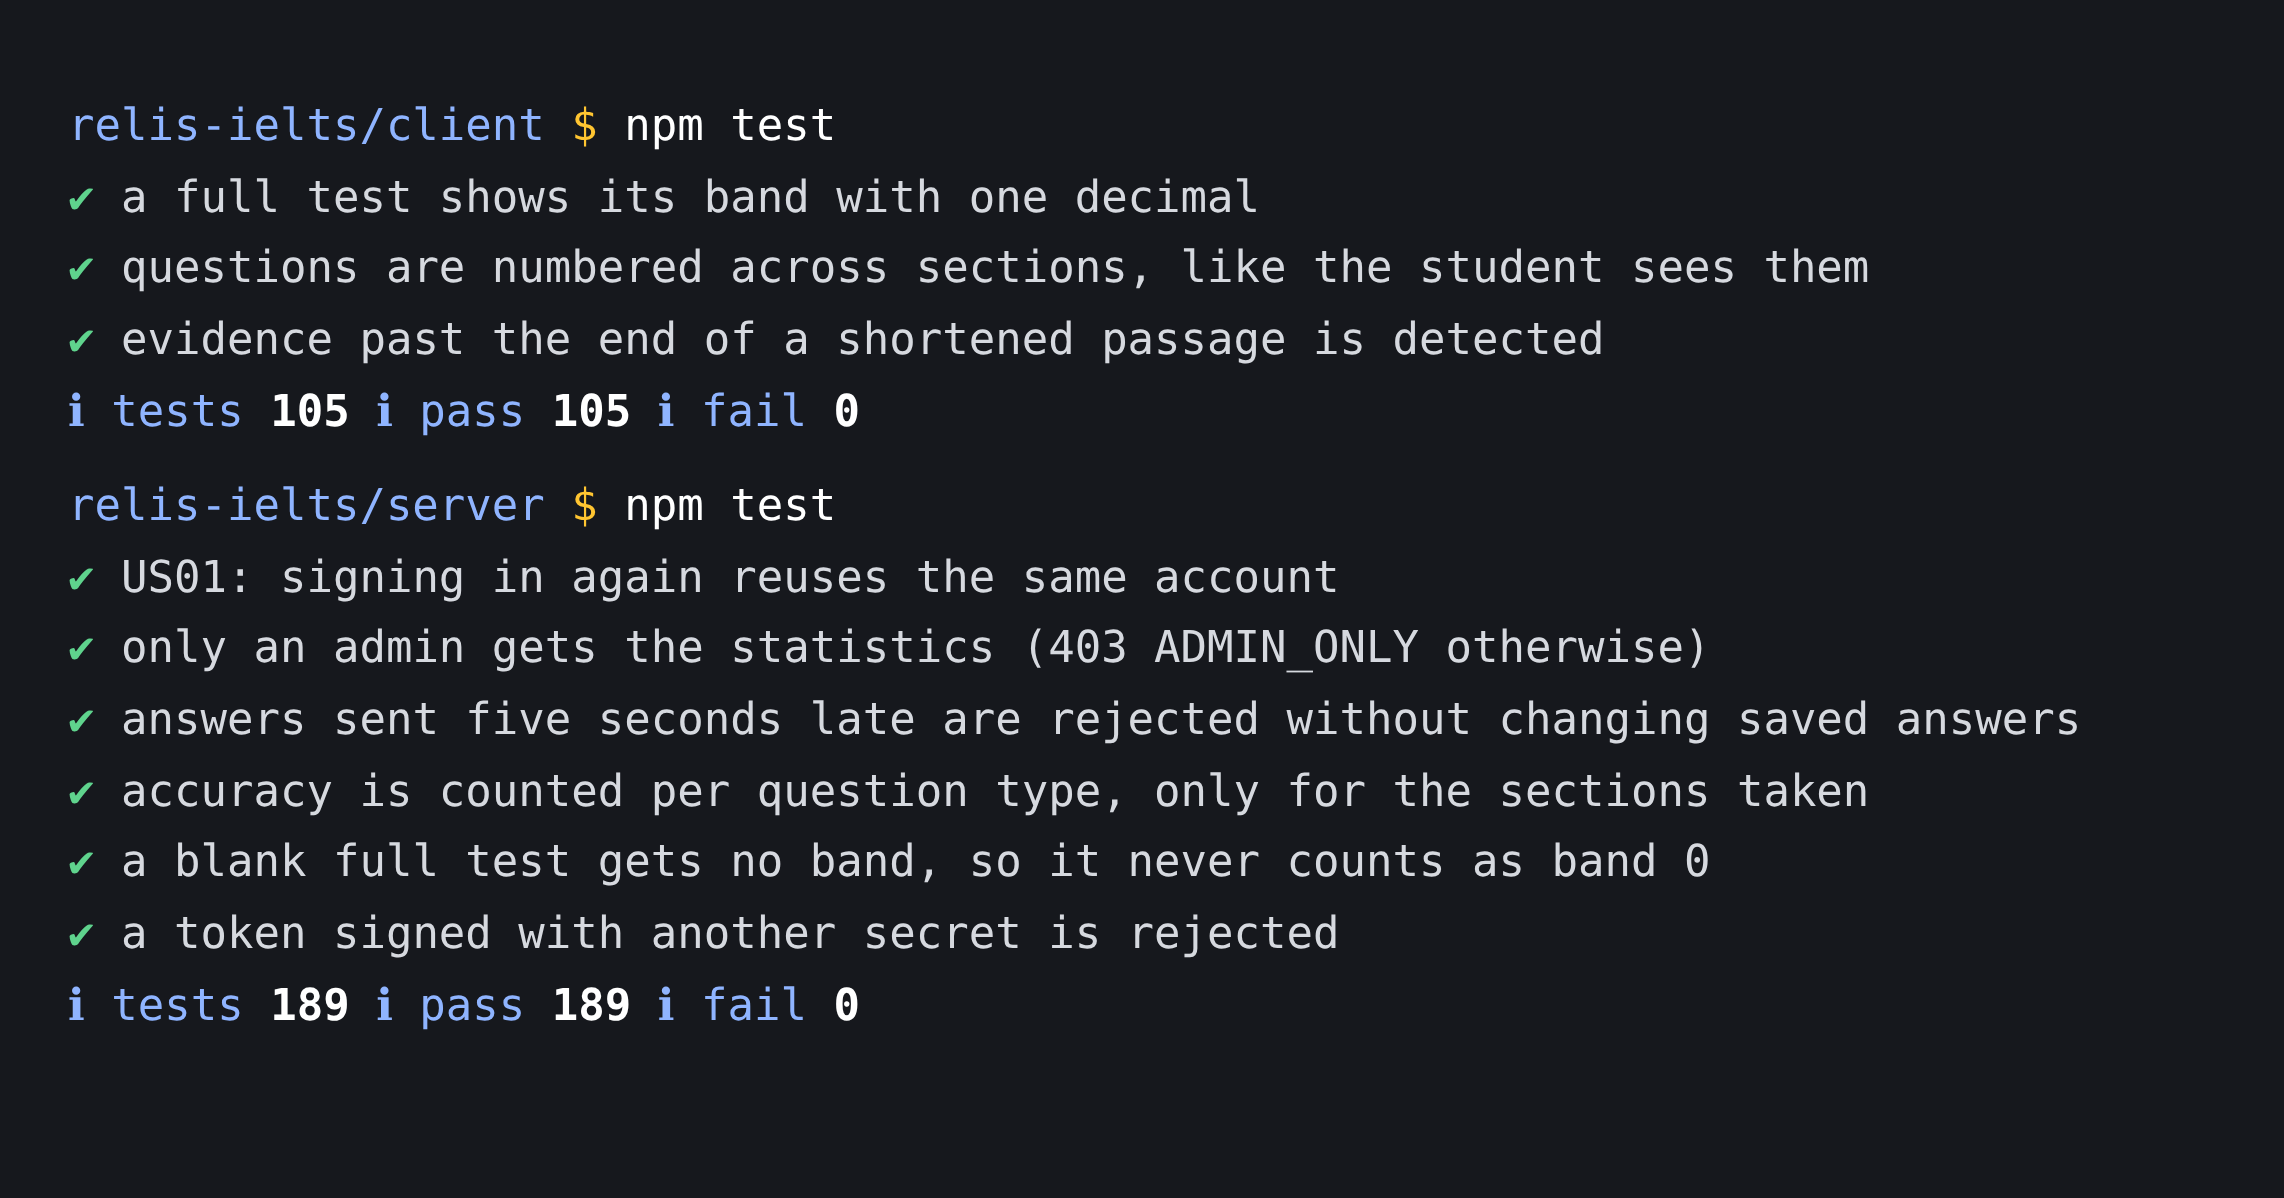 relis-ielts/client $ npm test
✔ a full test shows its band with one decimal
✔ questions are numbered across sections, like the student sees them
✔ evidence past the end of a shortened passage is detected
ℹ tests 105 ℹ pass 105 ℹ fail 0
relis-ielts/server $ npm test
✔ US01: signing in again reuses the same account
✔ only an admin gets the statistics (403 ADMIN_ONLY otherwise)
✔ answers sent five seconds late are rejected without changing saved answers
✔ accuracy is counted per question type, only for the sections taken
✔ a blank full test gets no band, so it never counts as band 0
✔ a token signed with another secret is rejected
ℹ tests 189 ℹ pass 189 ℹ fail 0